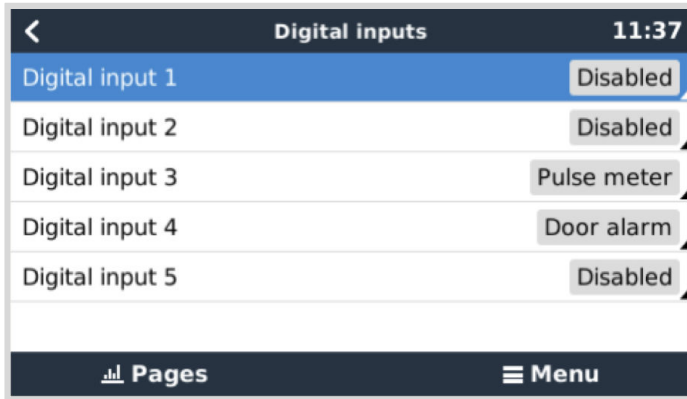 Digital inputs 11:37
Digital input 1 Disabled
Digital input 2 Disabled
Digital input 3 Pulse meter
Digital input 4 Door alarm
Digital input 5 Disabled
Pages Menu